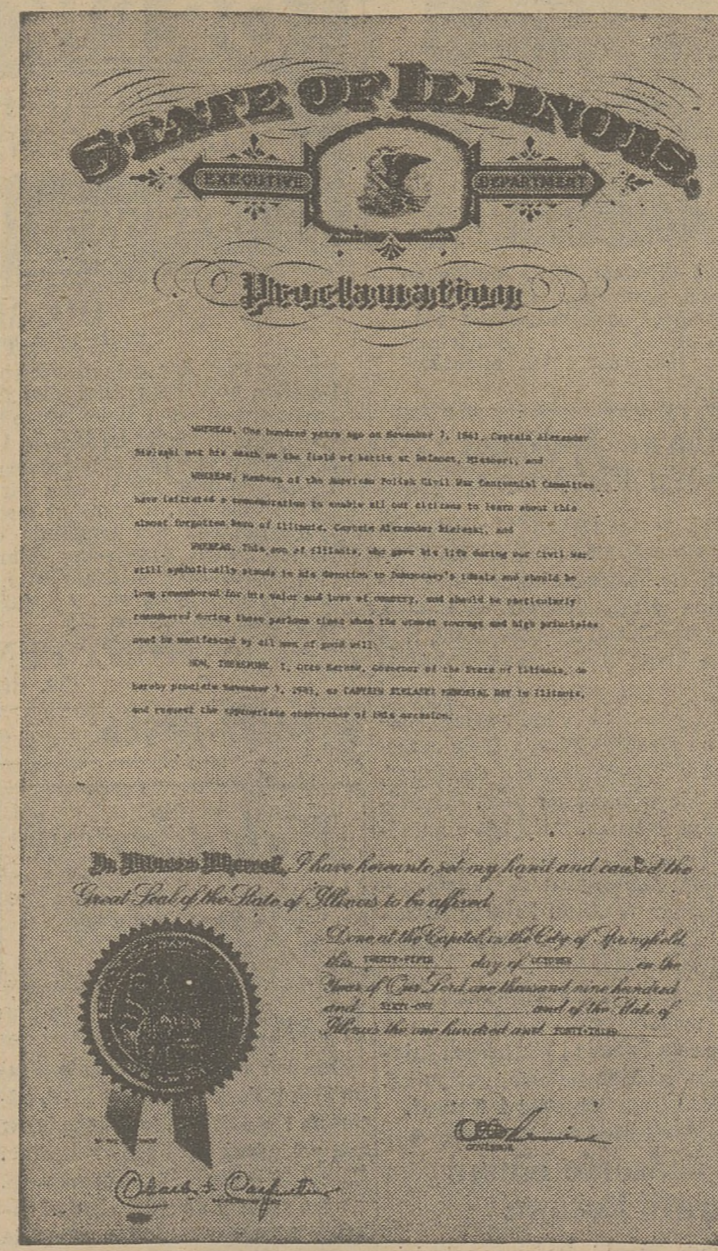 STATE OF ILLINOIS.
EXECUTIVE DEPARTMENT
Proclamation
WHEREAS, One hundred years ago on November 7, 1861, Captain Alexander
Bielaski met his death on the field of battle at Belmont, Missouri, and
WHEREAS, Members of the American Polish Civil War Centennial Committee
have initiated a commemoration to enable all our citizens to learn about this
almost forgotten hero of Illinois, Captain Alexander Bielaski, and
WHEREAS, This son of Illinois, who gave his life during our Civil War,
still symbolically stands in his devotion to Democracy's ideals and should be
long remembered for his valor and love of country, and should be particularly
remembered during these parlous times when the utmost courage and high principles
must be manifested by all men of good will:
NOW, THEREFORE, I, Otto Kerner, Governor of the State of Illinois, do
hereby proclaim November 7, 1961, as CAPTAIN BIELASKI MEMORIAL DAY in Illinois,
and request the appropriate observance of this occasion.
In Witness Whereof, I have hereunto set my hand and caused the
Great Seal of the State of Illinois to be affixed.
Done at the Capitol, in the City of Springfield,
this TWENTY-FIFTH day of OCTOBER in the
Year of Our Lord one thousand nine hundred
and SIXTY-ONE and of the State of
Illinois the one hundred and FORTY-THIRD
GOVERNOR
Carpentier